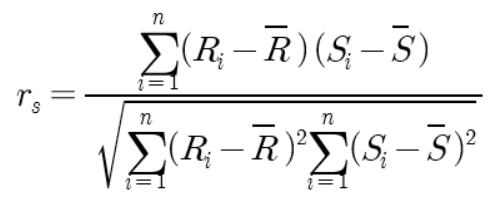 r_s = \frac{\sum_{i=1}^{n} (R_i - \overline{R})(S_i - \overline{S})}{\sqrt{\sum_{i=1}^{n} (R_i - \overline{R})^2 \sum_{i=1}^{n} (S_i - \overline{S})^2}}